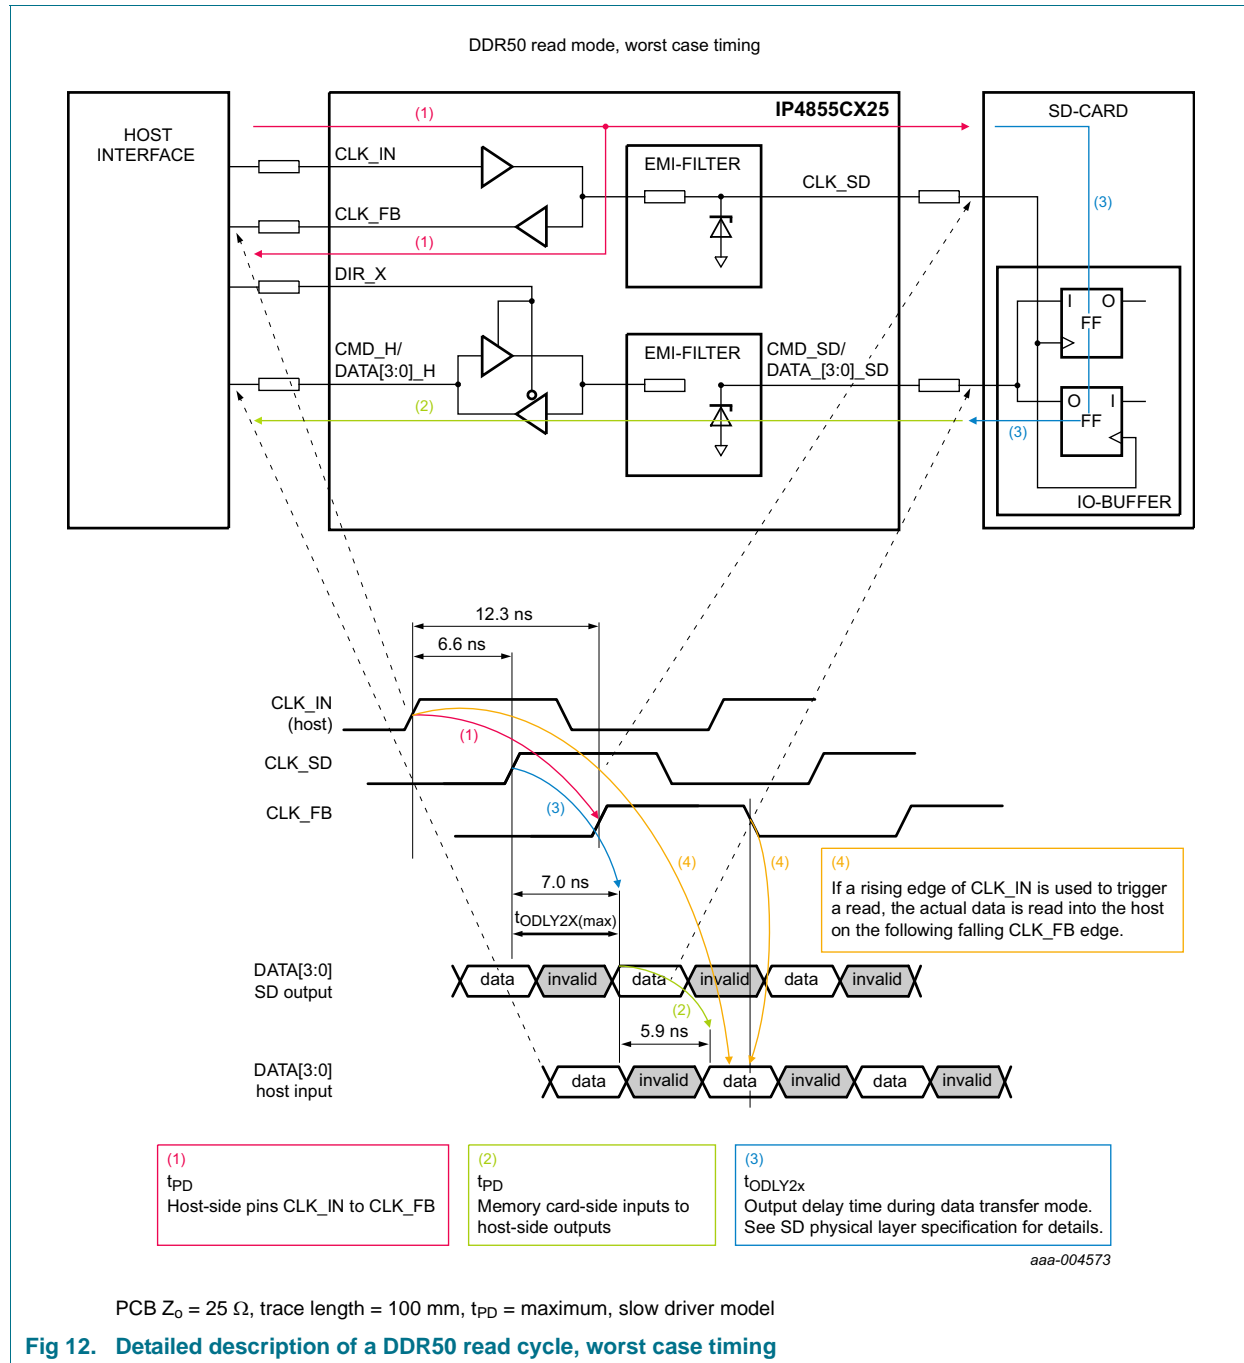 DDR50 read mode, worst case timing
IP4855CX25
HOST
INTERFACE
SD-CARD
(1)
CLK_IN
EMI-FILTER
CLK_SD
(3)
CLK_FB
(1)
DIR_X
I O
FF
CMD_H/
DATA[3:0]_H
EMI-FILTER
CMD_SD/
DATA_[3:0]_SD
(2)
O I
FF
(3)
IO-BUFFER
12.3 ns
6.6 ns
CLK_IN
(host)
(1)
CLK_SD
(3)
CLK_FB
(4)
(4)
(4)
If a rising edge of CLK_IN is used to trigger
a read, the actual data is read into the host
on the following falling CLK_FB edge.
7.0 ns
tODLY2X(max)
DATA[3:0]
SD output
data invalid data invalid data invalid
(2)
5.9 ns
DATA[3:0]
host input
data invalid data invalid data invalid
(1)
tPD
Host-side pins CLK_IN to CLK_FB
(2)
tPD
Memory card-side inputs to
host-side outputs
(3)
tODLY2x
Output delay time during data transfer mode.
See SD physical layer specification for details.
aaa-004573
PCB Zo = 25 Ω, trace length = 100 mm, tPD = maximum, slow driver model
Fig 12. Detailed description of a DDR50 read cycle, worst case timing